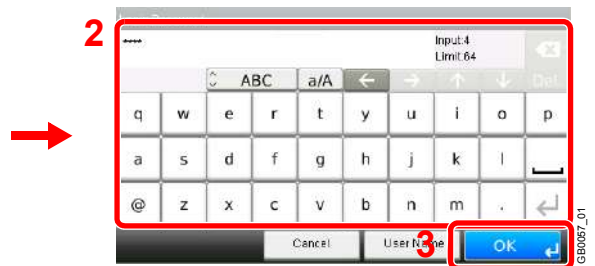 2
**** Input:4
Limit:64
ABC a/A Del.
q w e r t y u i o p
a s d f g h j k l
@ z x c v b n m .
Cancel User Name 3 OK
GB0057_01